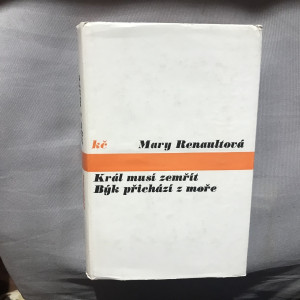 kč Mary Renaultová
Král musí zemřít
Býk přichází z moře